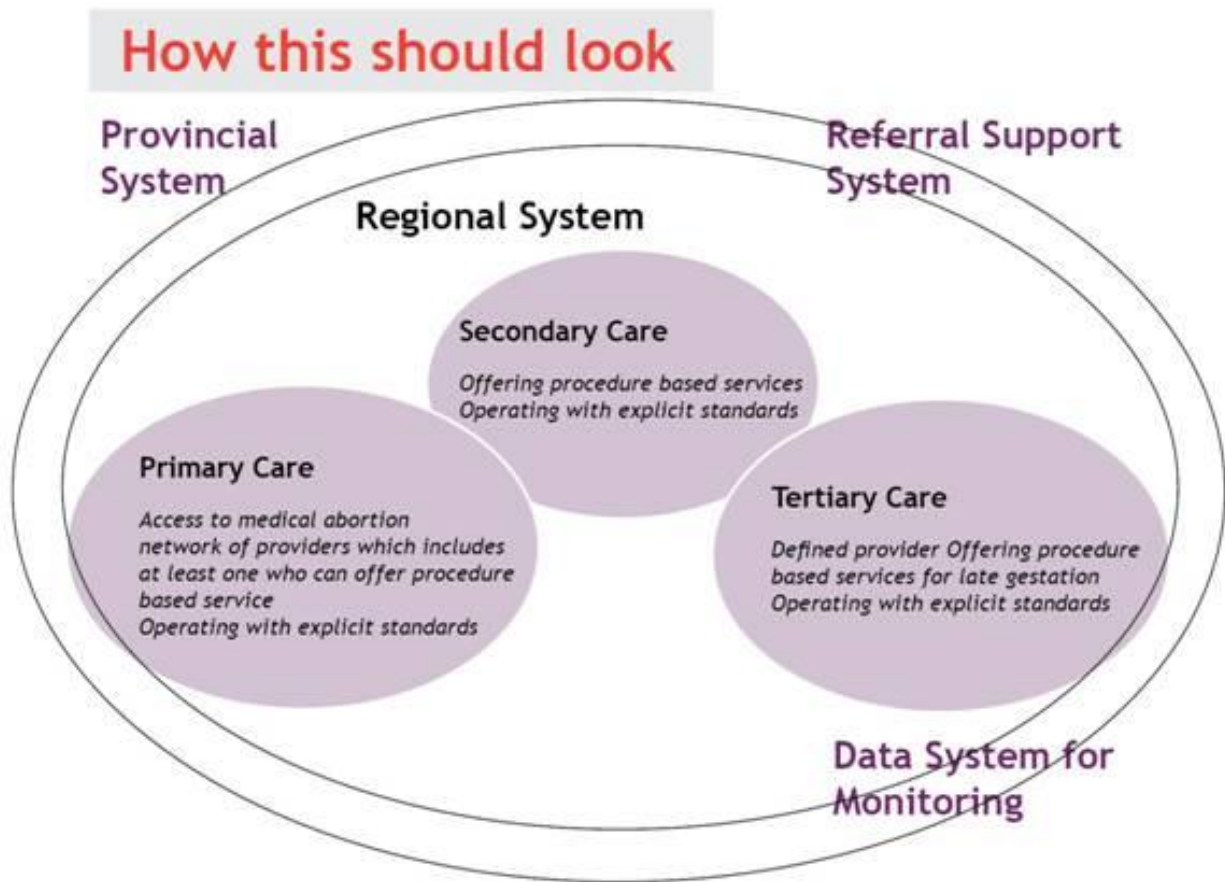 How this should look
Provincial
System
Referral Support
System
Regional System
Secondary Care
Offering procedure based services
Operating with explicit standards
Primary Care
Access to medical abortion
network of providers which includes
at least one who can offer procedure
based service
Operating with explicit standards
Tertiary Care
Defined provider Offering procedure
based services for late gestation
Operating with explicit standards
Data System for
Monitoring